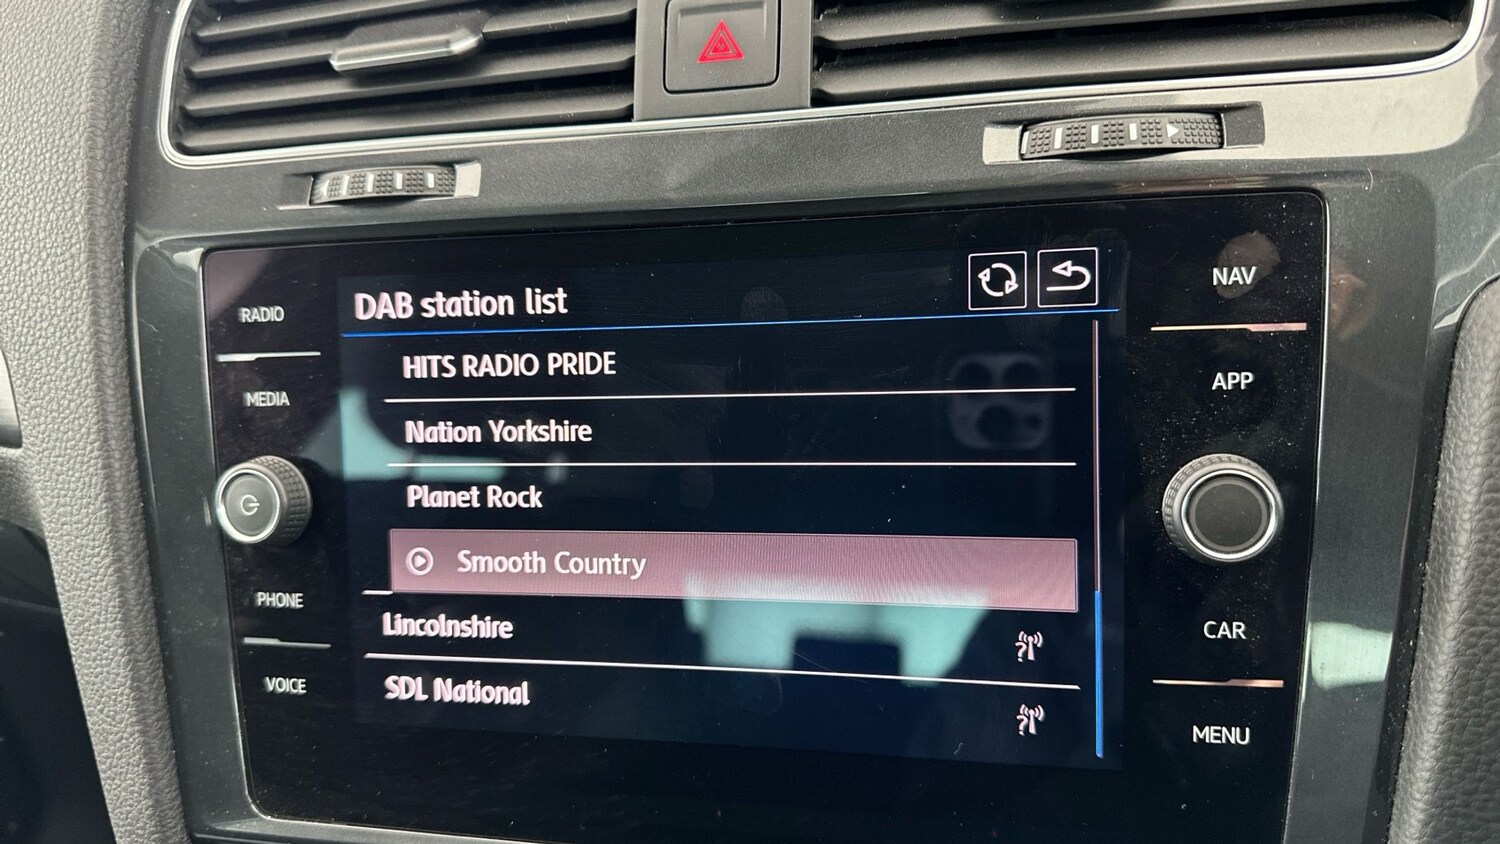 RADIO
MEDIA
PHONE
VOICE
DAB station list
HITS RADIO PRIDE
Nation Yorkshire
Planet Rock
Smooth Country
Lincolnshire
SDL National
NAV
APP
CAR
MENU